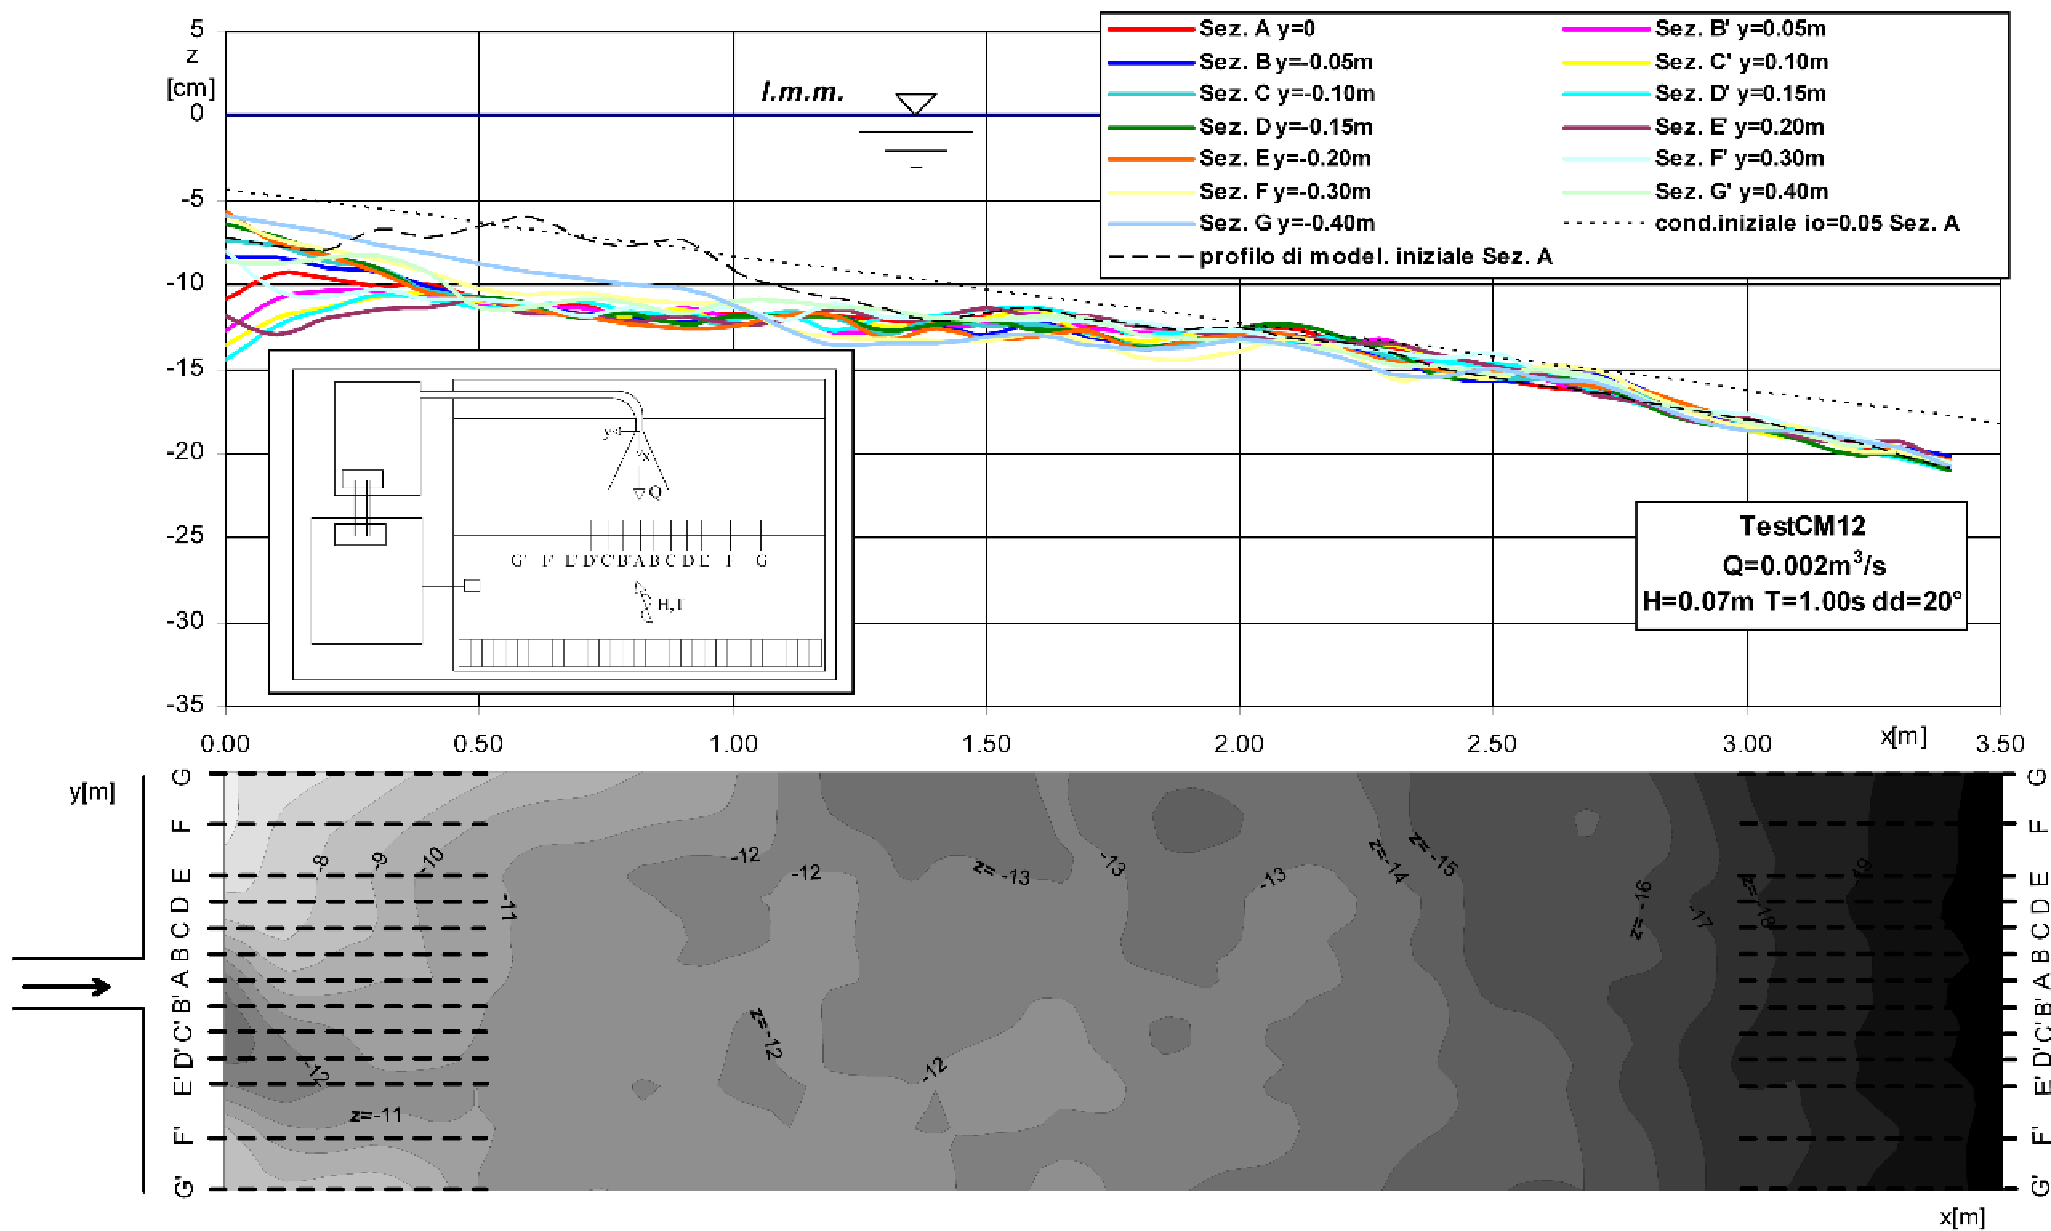 5
z
[cm]
0
-5
-10
-15
-20
-25
-30
-35
l.m.m.
Sez. A y=0
Sez. B' y=0.05m
Sez. B y=-0.05m
Sez. C' y=0.10m
Sez. C y=-0.10m
Sez. D' y=0.15m
Sez. D y=-0.15m
Sez. E' y=0.20m
Sez. E y=-0.20m
Sez. F' y=0.30m
Sez. F y=-0.30m
Sez. G' y=0.40m
Sez. G y=-0.40m
cond.iniziale io=0.05 Sez. A
profilo di model. iniziale Sez. A
y
x
Q
G' F' E' D' C' B' A B C D E F G
H, T
TestCM12
Q=0.002m³/s
H=0.07m T=1.00s dd=20°
0.00 0.50 1.00 1.50 2.00 2.50 3.00 x[m] 3.50
y[m]
G G
F F
E E
D D
C C
B B
A A
B' B'
C' C'
D' D'
E' E'
F' F'
G' G'
-8
-9
-10
-11
-12
-12
z= -13
-13
-13
z=-14
z=-15
z=-16
-17
z=-18
-19
-12
z=-11
z=-12
-12
x[m]